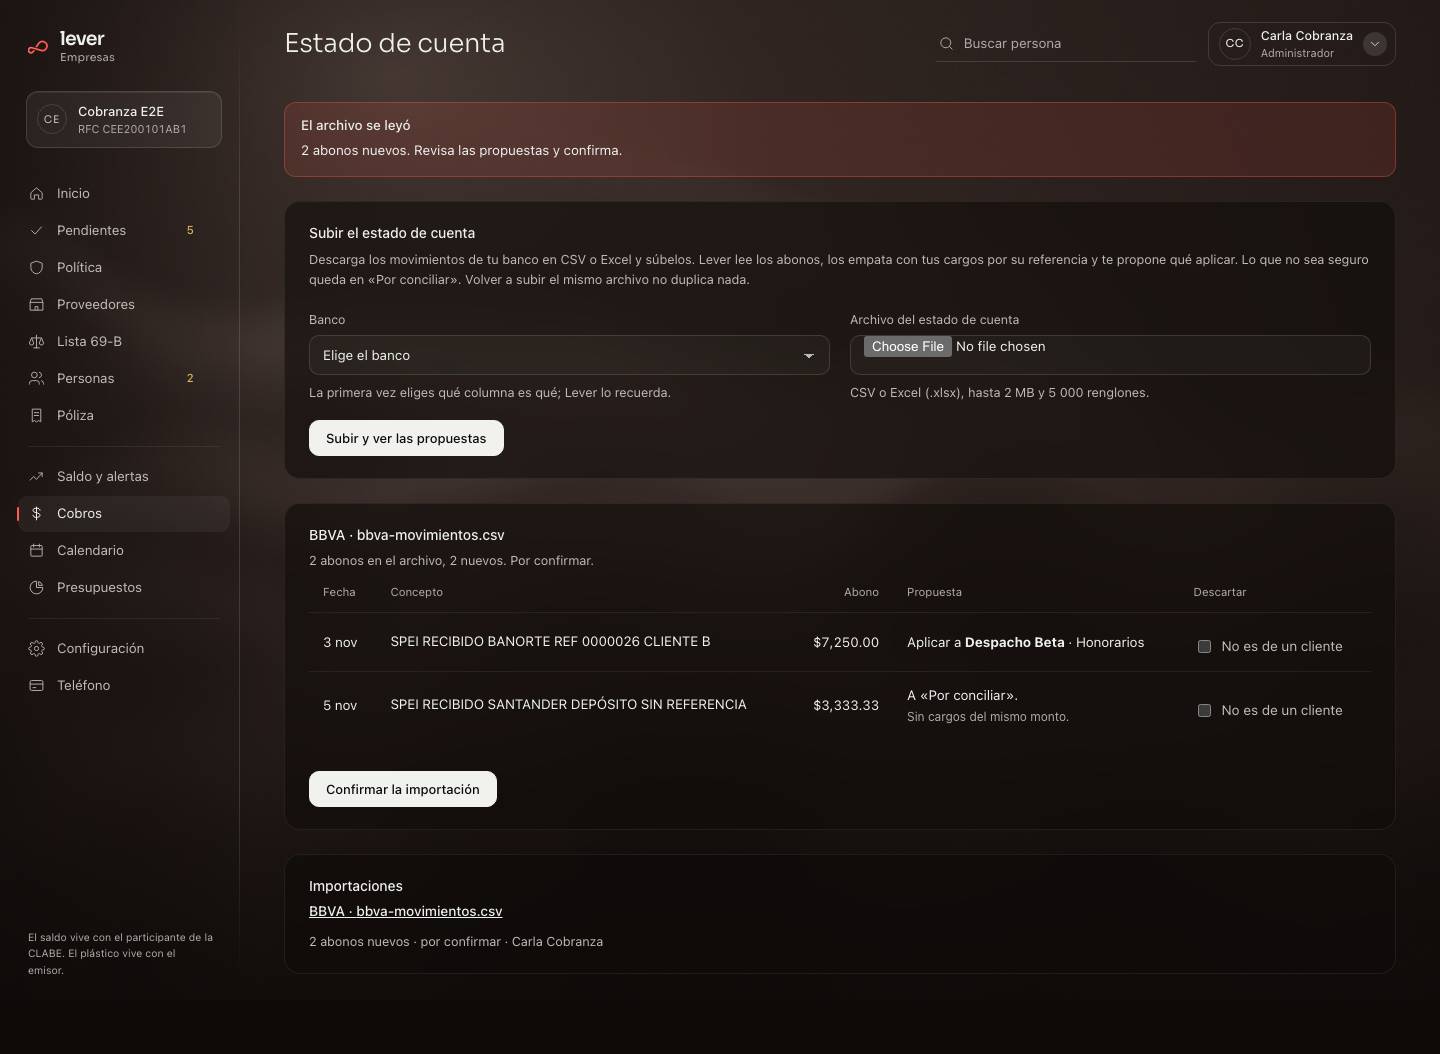 lever
Empresas
Estado de cuenta
Buscar persona
CC
Carla Cobranza
Administrador
CE
Cobranza E2E
RFC CEE200101AB1
Inicio
Pendientes 5
Política
Proveedores
Lista 69-B
Personas 2
Póliza
Saldo y alertas
Cobros
Calendario
Presupuestos
Configuración
Teléfono
El saldo vive con el participante de la
CLABE. El plástico vive con el
emisor.
El archivo se leyó
2 abonos nuevos. Revisa las propuestas y confirma.
Subir el estado de cuenta
Descarga los movimientos de tu banco en CSV o Excel y súbelos. Lever lee los abonos, los empata con tus cargos por su referencia y te propone qué aplicar. Lo que no sea seguro
queda en «Por conciliar». Volver a subir el mismo archivo no duplica nada.
Banco
Elige el banco
La primera vez eliges qué columna es qué; Lever lo recuerda.
Archivo del estado de cuenta
Choose File No file chosen
CSV o Excel (.xlsx), hasta 2 MB y 5 000 renglones.
Subir y ver las propuestas
BBVA · bbva-movimientos.csv
2 abonos en el archivo, 2 nuevos. Por confirmar.
Fecha Concepto Abono Propuesta Descartar
3 nov SPEI RECIBIDO BANORTE REF 0000026 CLIENTE B $7,250.00 Aplicar a Despacho Beta · Honorarios No es de un cliente
5 nov SPEI RECIBIDO SANTANDER DEPÓSITO SIN REFERENCIA $3,333.33 A «Por conciliar». No es de un cliente
Sin cargos del mismo monto.
Confirmar la importación
Importaciones
BBVA · bbva-movimientos.csv
2 abonos nuevos · por confirmar · Carla Cobranza